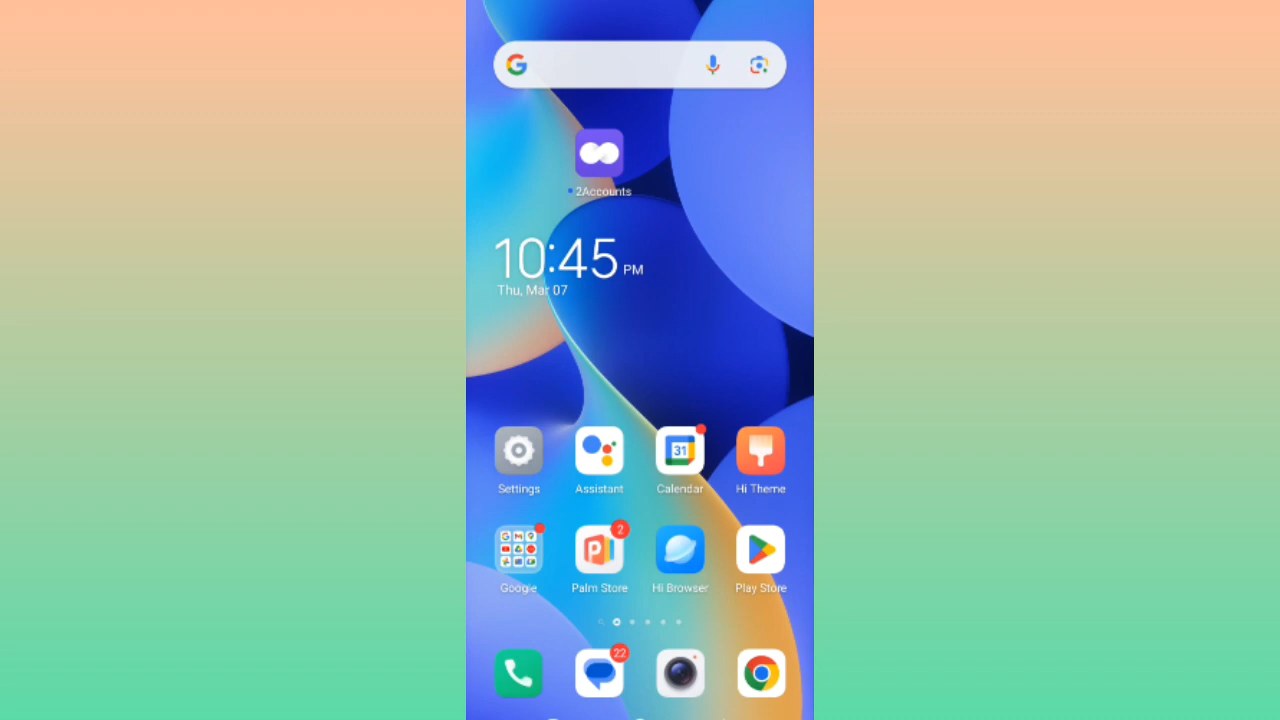 2Accounts
10:45 PM
Thu, Mar 07
31
Settings Assistant Calendar Hi Theme
2
Google Palm Store Hi Browser Play Store
22